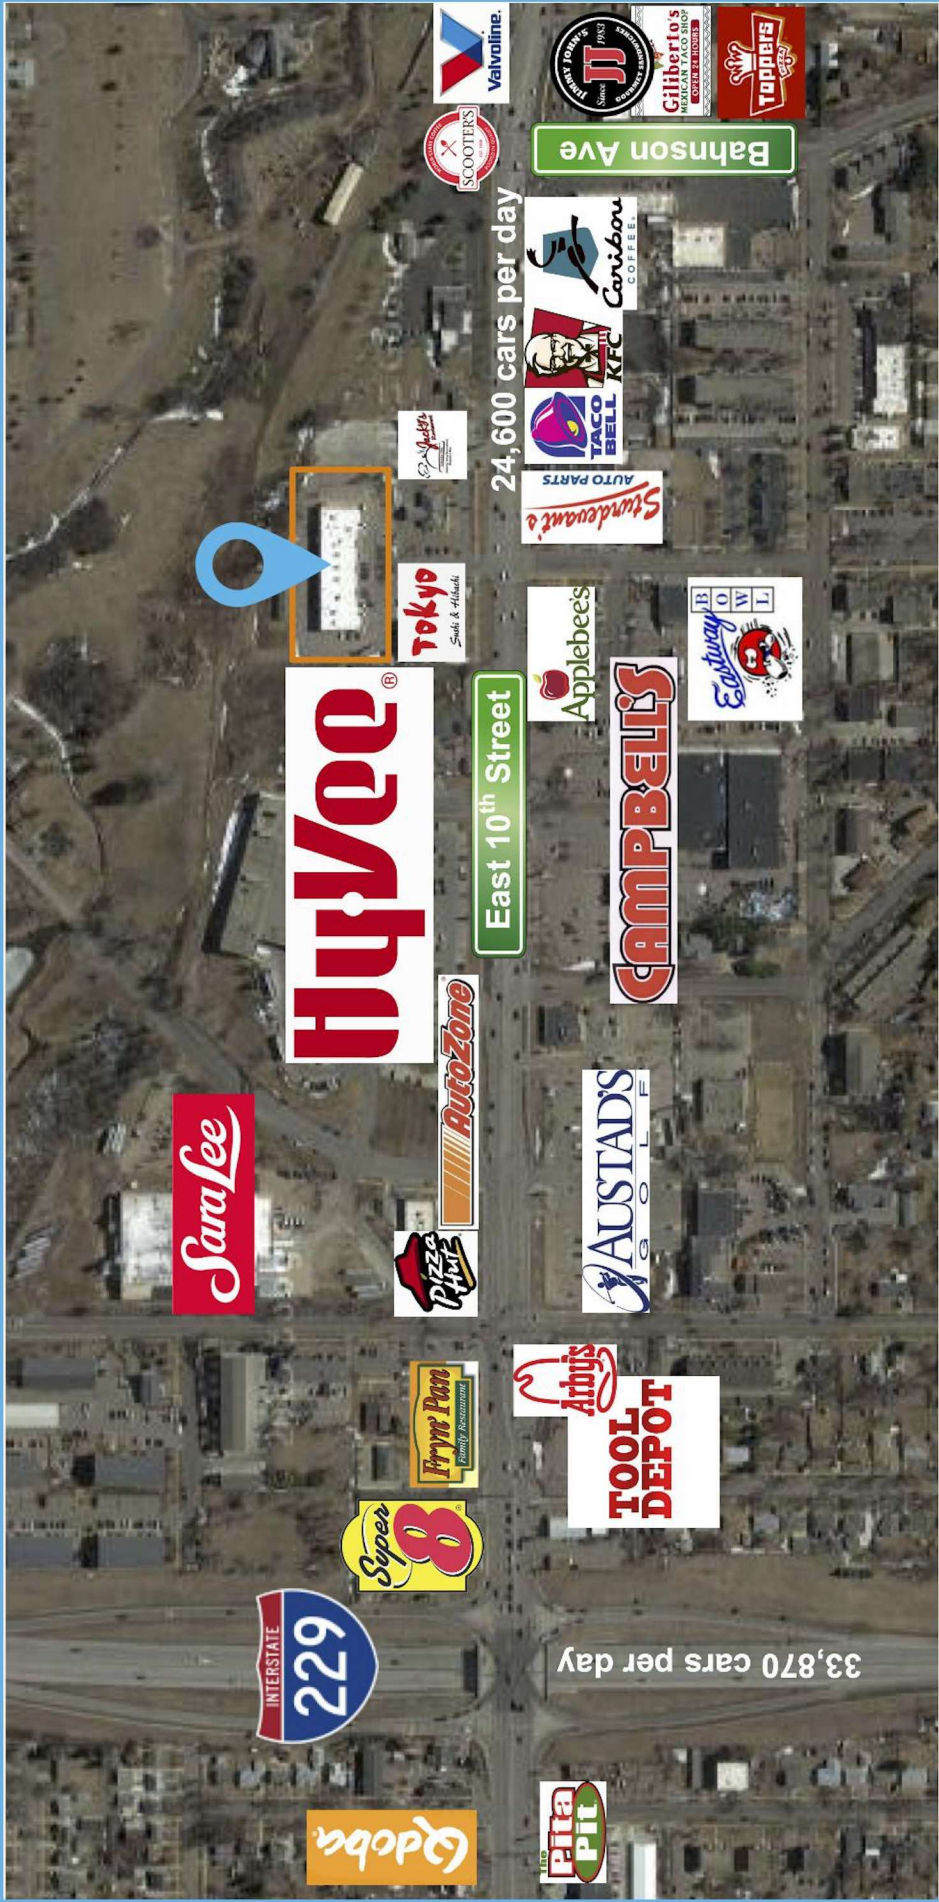 Valvoline.
SCOOTER'S
JIMMY JOHN'S
Since
JJ
1983
GOURMET SANDWICHES
Giliberto's
MEXICAN TACO SHOP
OPEN 24 HOURS
Toppers
PIZZA
Bahnson Ave
24,600 cars per day
Caribou
COFFEE.
KFC
TACO
BELL
Jacky's
Sturdevant's
AUTO PARTS
TOKYO
Sushi & Hibachi
Applebee's
Eastway
BOWL
HyVee®
East 10th Street
CAMPBELL'S
AutoZone
Sara Lee
AUSTAD'S
GOLF
Pizza
Hut
Fryn' Pan
Family Restaurant
Arby's
TOOL
DEPOT
Super
8
INTERSTATE
229
33,870 cars per day
Qdoba
The
Pita
Pit